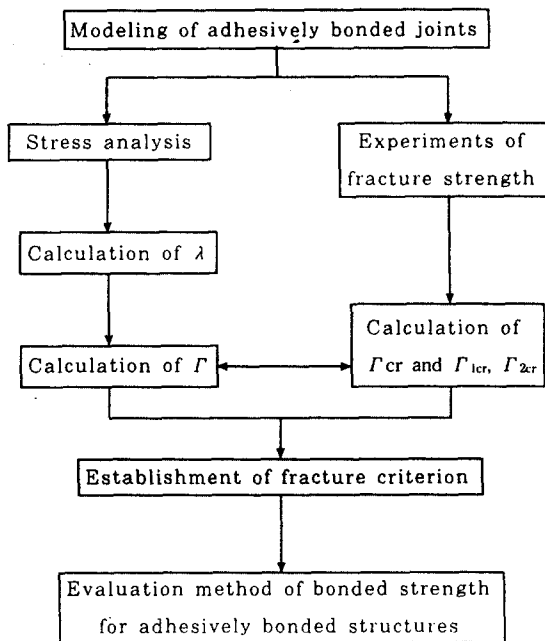 Modeling of adhesively bonded joints
Stress analysis
Experiments of
fracture strength
Calculation of λ
Calculation of Γ
Calculation of
Γcr and Γ1cr, Γ2cr
Establishment of fracture criterion
Evaluation method of bonded strength
for adhesively bonded structures